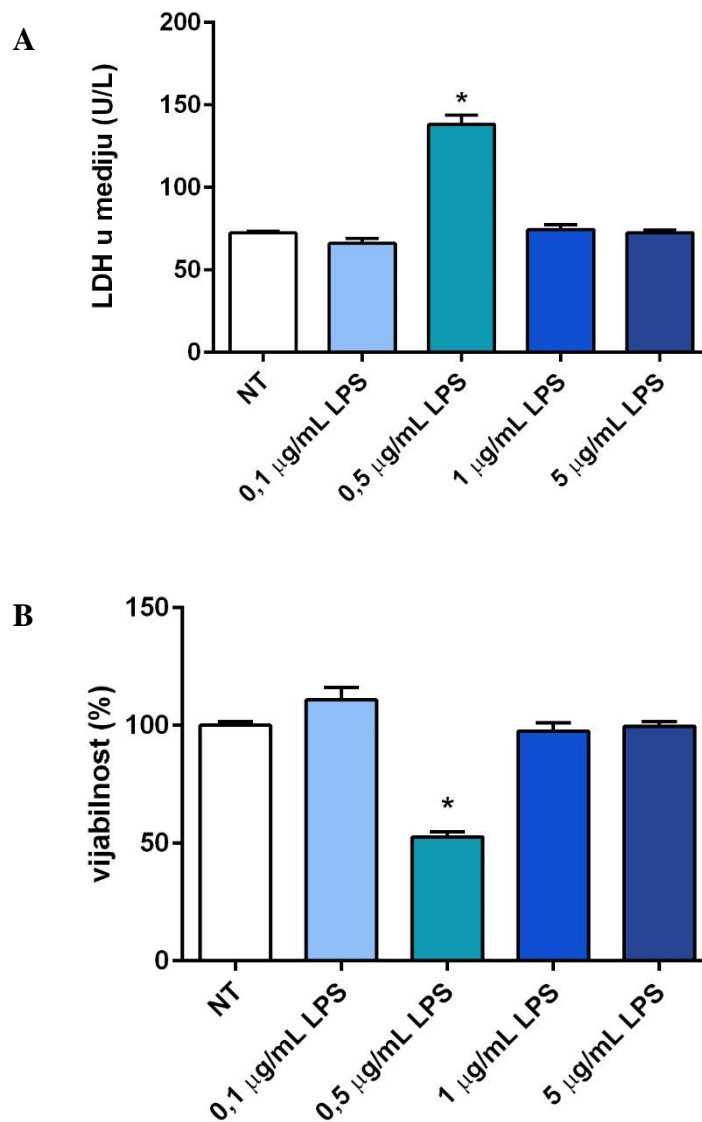 A
LDH u mediju (U/L)
200
150
100
50
0
*
NT
0,1 μg/mL LPS
0,5 μg/mL LPS
1 μg/mL LPS
5 μg/mL LPS
B
vijabilnost (%)
150
100
50
0
*
NT
0,1 μg/mL LPS
0,5 μg/mL LPS
1 μg/mL LPS
5 μg/mL LPS